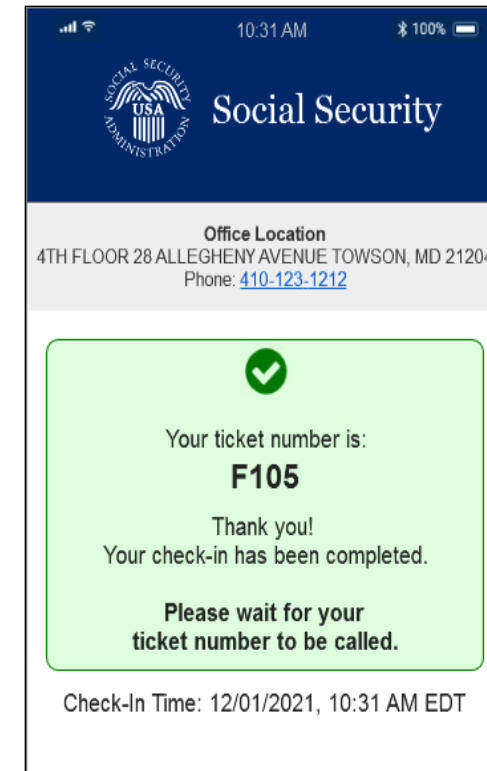 10:31 AM
100%
SOCIAL SECURITY ADMINISTRATION
USA
Social Security
Office Location
4TH FLOOR 28 ALLEGHENY AVENUE TOWSON, MD 21204
Phone: 410-123-1212
Your ticket number is:
F105
Thank you!
Your check-in has been completed.
Please wait for your
ticket number to be called.
Check-In Time: 12/01/2021, 10:31 AM EDT